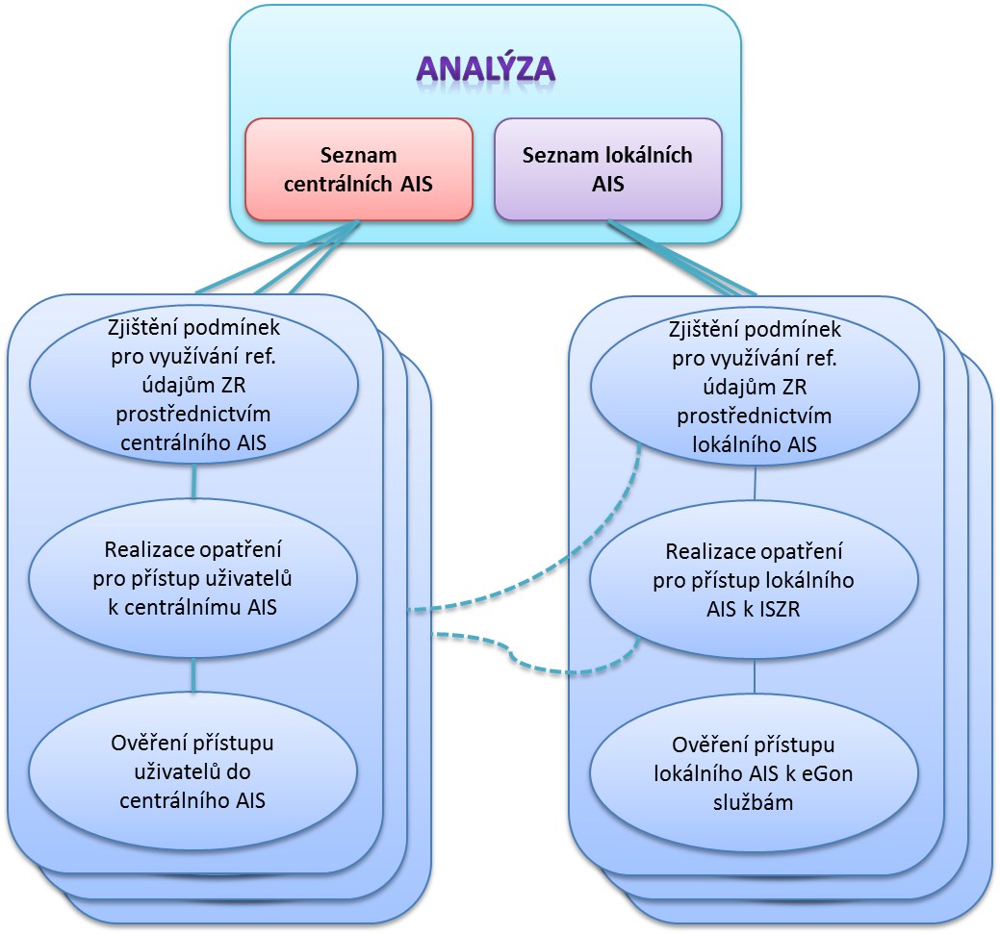 ANALÝZA
Seznam
centrálních AIS
Seznam lokálních
AIS
Zjištění podmínek
pro využívání ref.
údajům ZR
prostřednictvím
centrálního AIS
Realizace opatření
pro přístup uživatelů
k centrálnímu AIS
Ověření přístupu
uživatelů do
centrálního AIS
Zjištění podmínek
pro využívání ref.
údajům ZR
prostřednictvím
lokálního AIS
Realizace opatření
pro přístup lokálního
AIS k ISZR
Ověření přístupu
lokálního AIS k eGon
službám